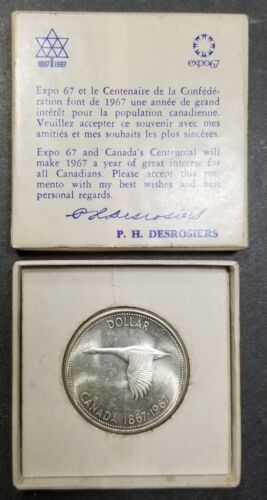 1867 1967
expo67
Expo 67 et le Centenaire de la Confédé-
ration font de 1967 une année de grand
intérêt pour la population canadienne.
Veuillez accepter ce souvenir avec mes
amitiés et mes souhaits les plus sincères.
Expo 67 and Canada's Centennial will
make 1967 a year of great interest for
all Canadians. Please accept this me-
mento with my best wishes and best
personal regards.
P H Desrosiers
P. H. DESROSIERS
DOLLAR
CANADA 1867-1967